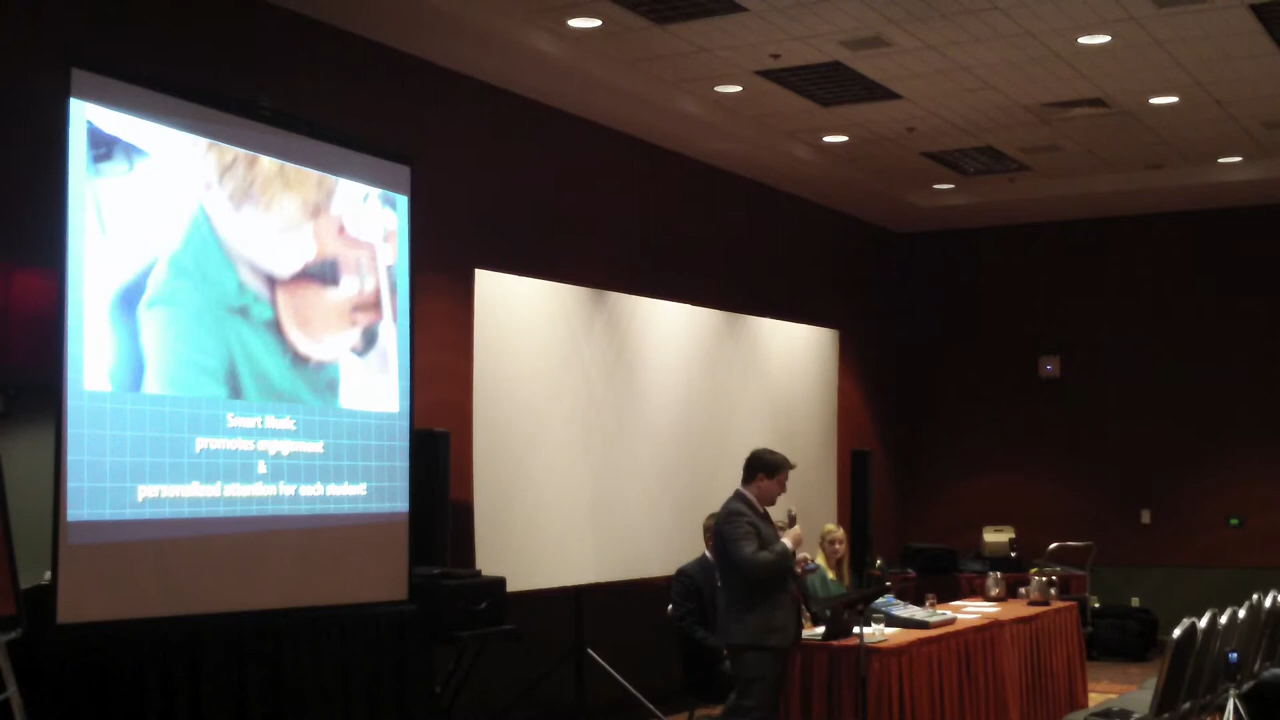 Smart Music
promotes engagement
&
personalized attention for each student!